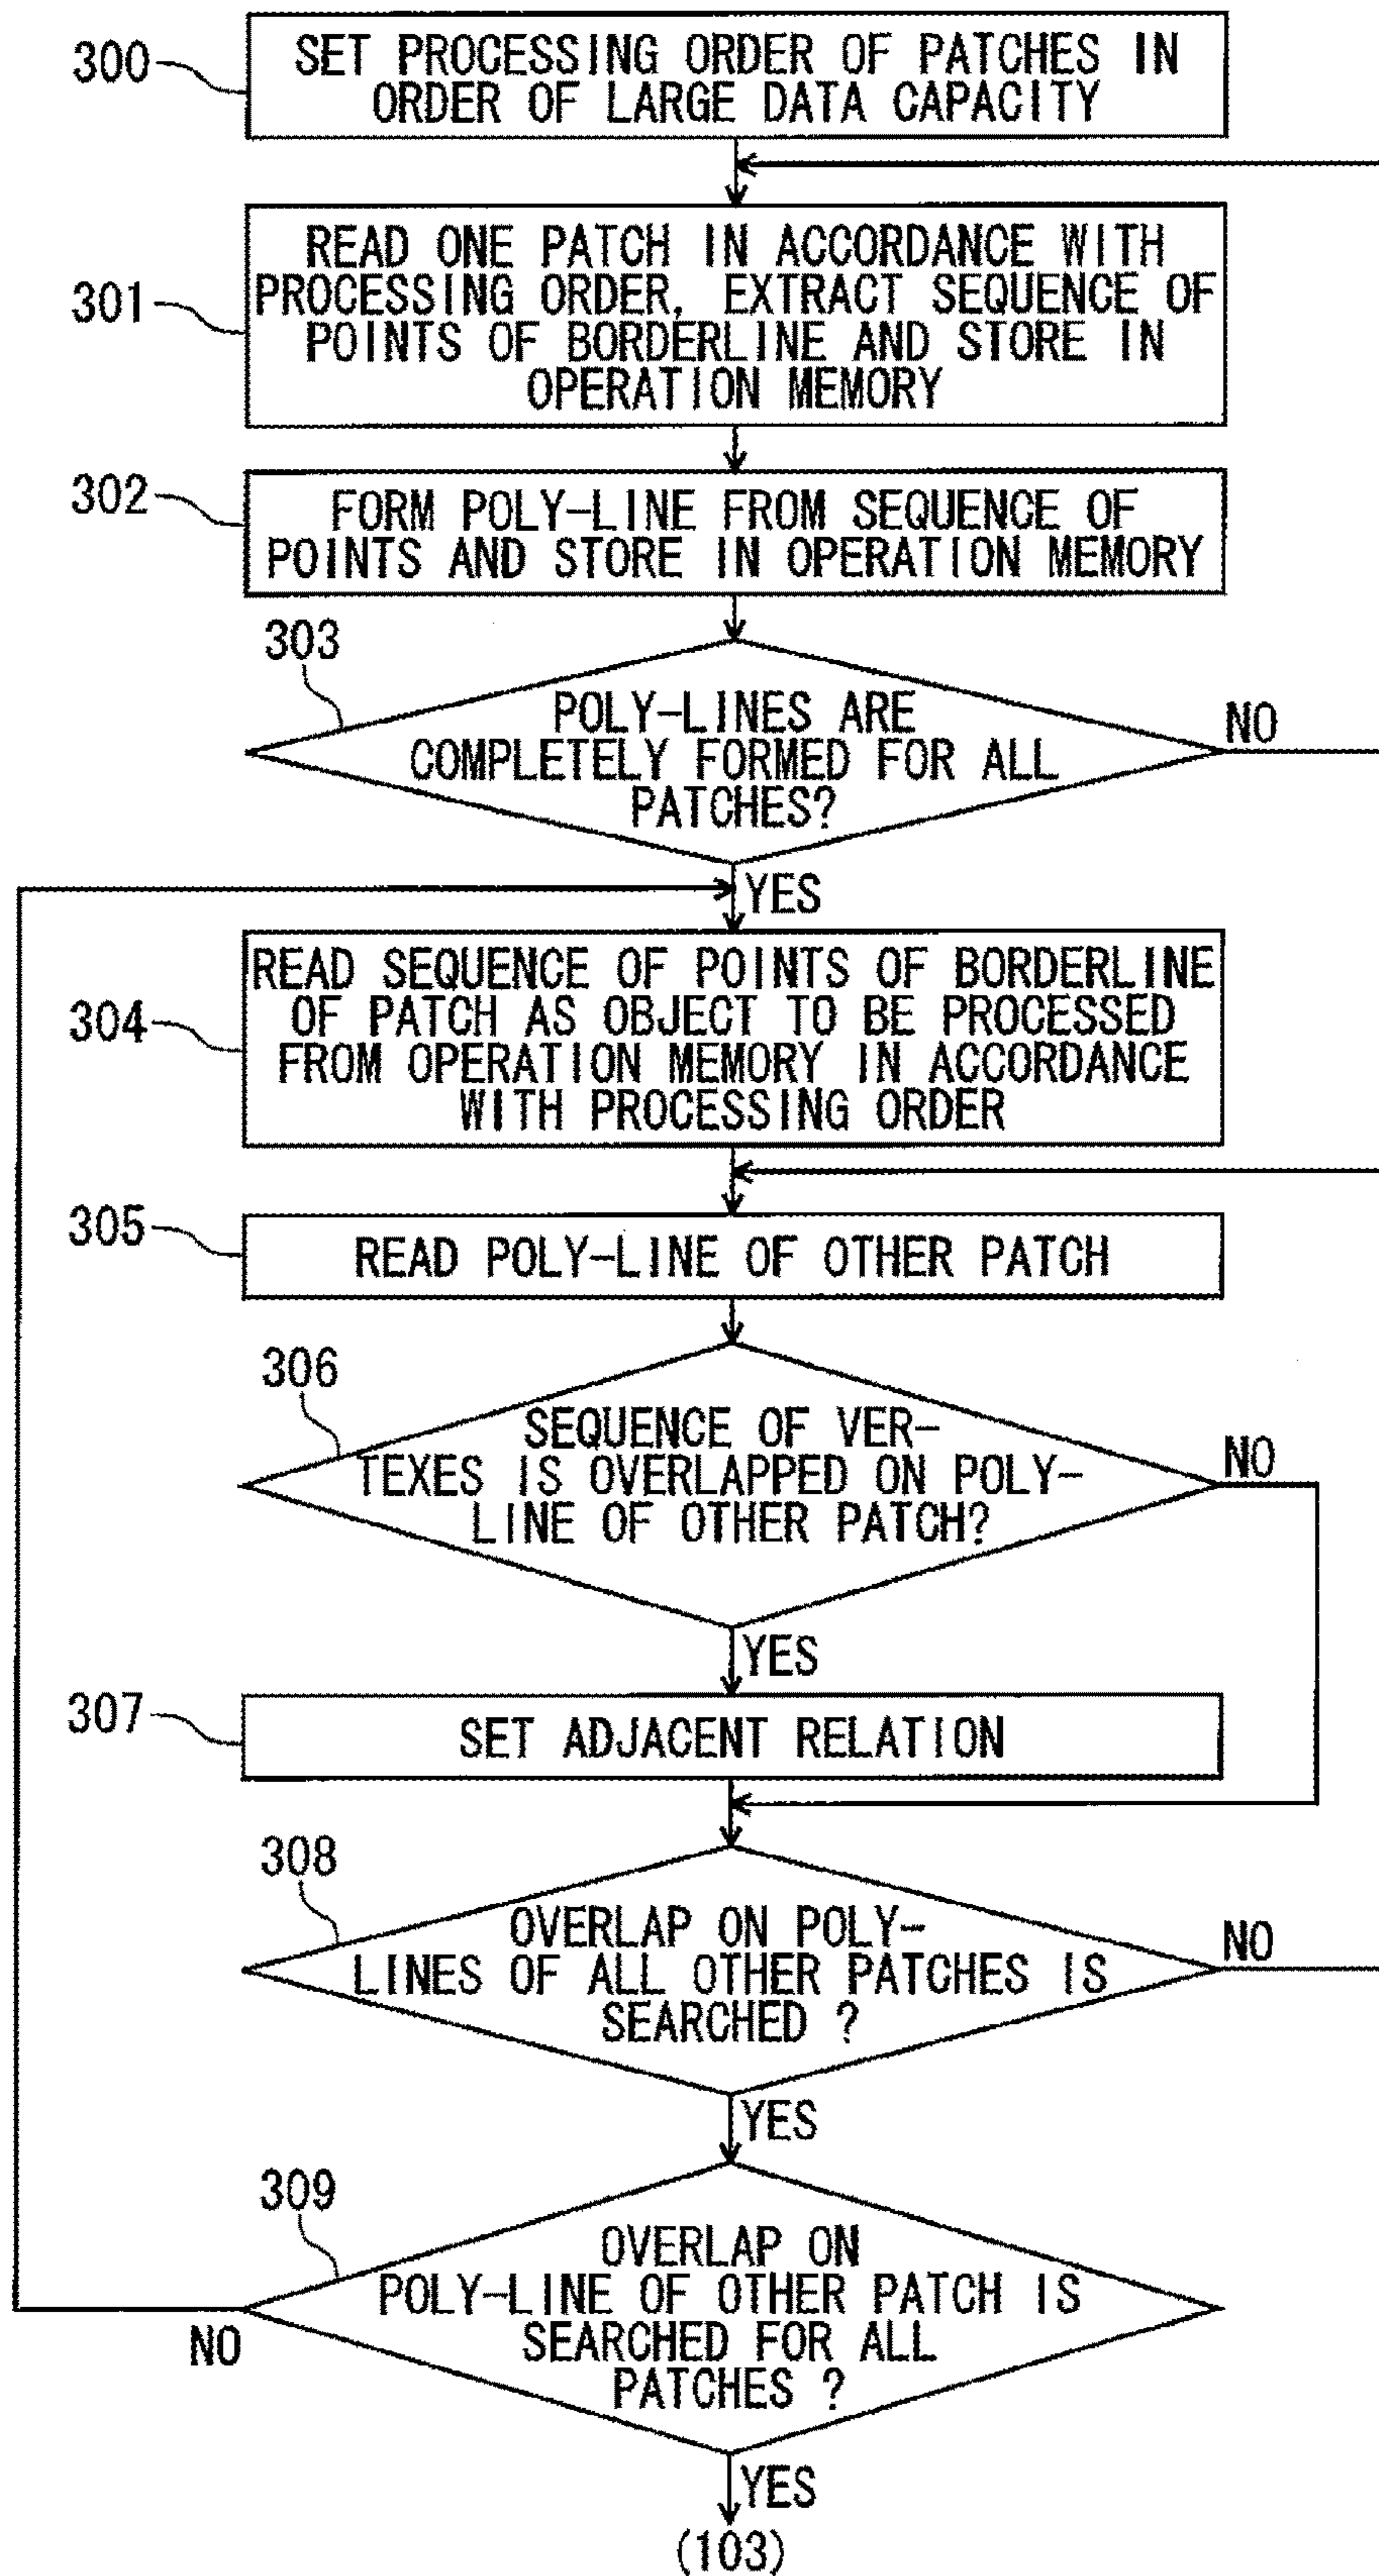 300
SET PROCESSING ORDER OF PATCHES IN
ORDER OF LARGE DATA CAPACITY
301
READ ONE PATCH IN ACCORDANCE WITH
PROCESSING ORDER, EXTRACT SEQUENCE OF
POINTS OF BORDERLINE AND STORE IN
OPERATION MEMORY
302
FORM POLY-LINE FROM SEQUENCE OF
POINTS AND STORE IN OPERATION MEMORY
303
POLY-LINES ARE
COMPLETELY FORMED FOR ALL
PATCHES?
NO
YES
304
READ SEQUENCE OF POINTS OF BORDERLINE
OF PATCH AS OBJECT TO BE PROCESSED
FROM OPERATION MEMORY IN ACCORDANCE
WITH PROCESSING ORDER
305
READ POLY-LINE OF OTHER PATCH
306
SEQUENCE OF VER-
TEXES IS OVERLAPPED ON POLY-
LINE OF OTHER PATCH?
NO
YES
307
SET ADJACENT RELATION
308
OVERLAP ON POLY-
LINES OF ALL OTHER PATCHES IS
SEARCHED ?
NO
YES
309
OVERLAP ON
POLY-LINE OF OTHER PATCH IS
SEARCHED FOR ALL
PATCHES ?
NO
YES
(103)